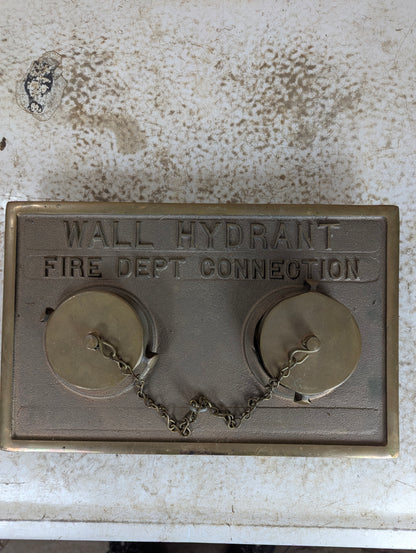 WALL HYDRANT
FIRE DEPT CONNECTION